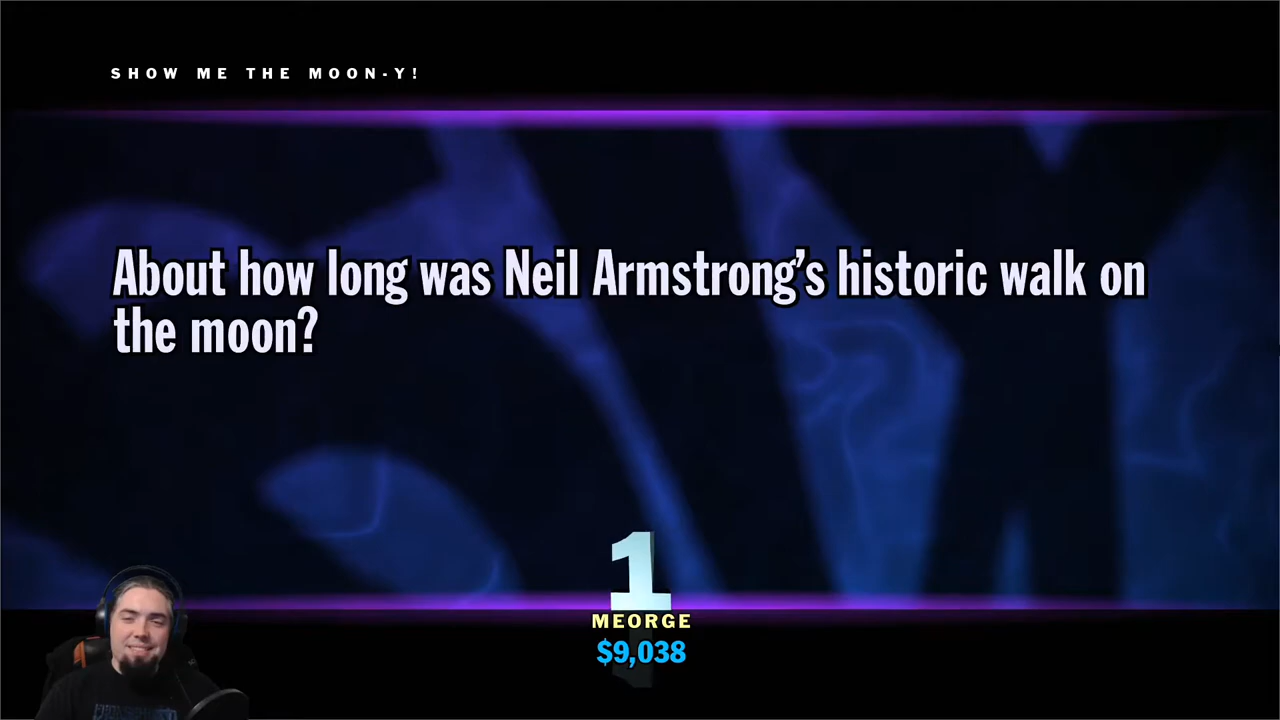 SHOW ME THE MOON-Y!
About how long was Neil Armstrong's historic walk on
the moon?
1
MEORGE
$9,038